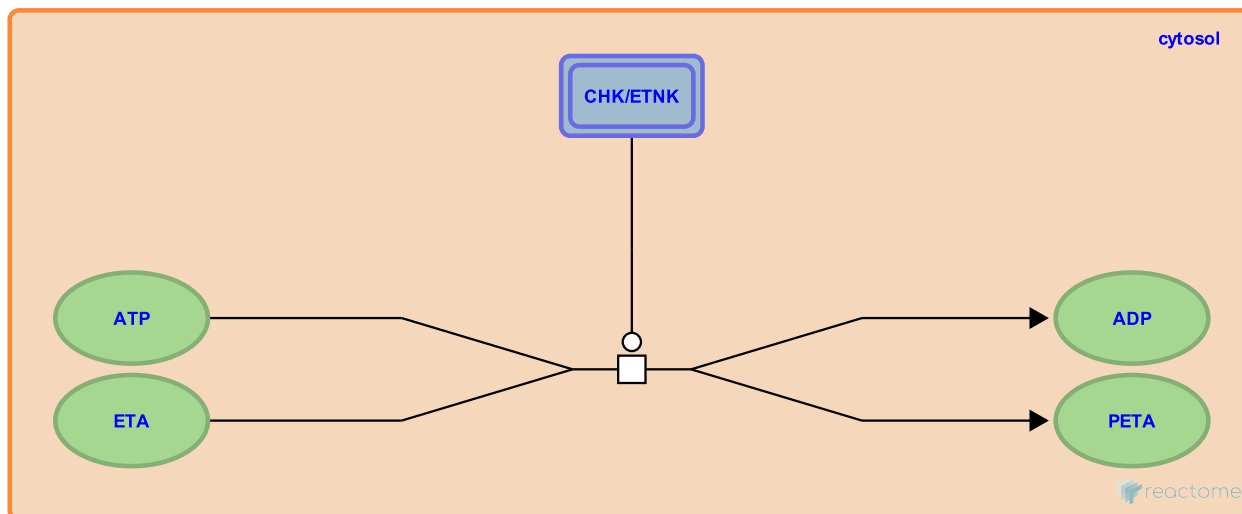 cytosol
CHK/ETNK
ATP
ADP
ETA
PETA
reactome